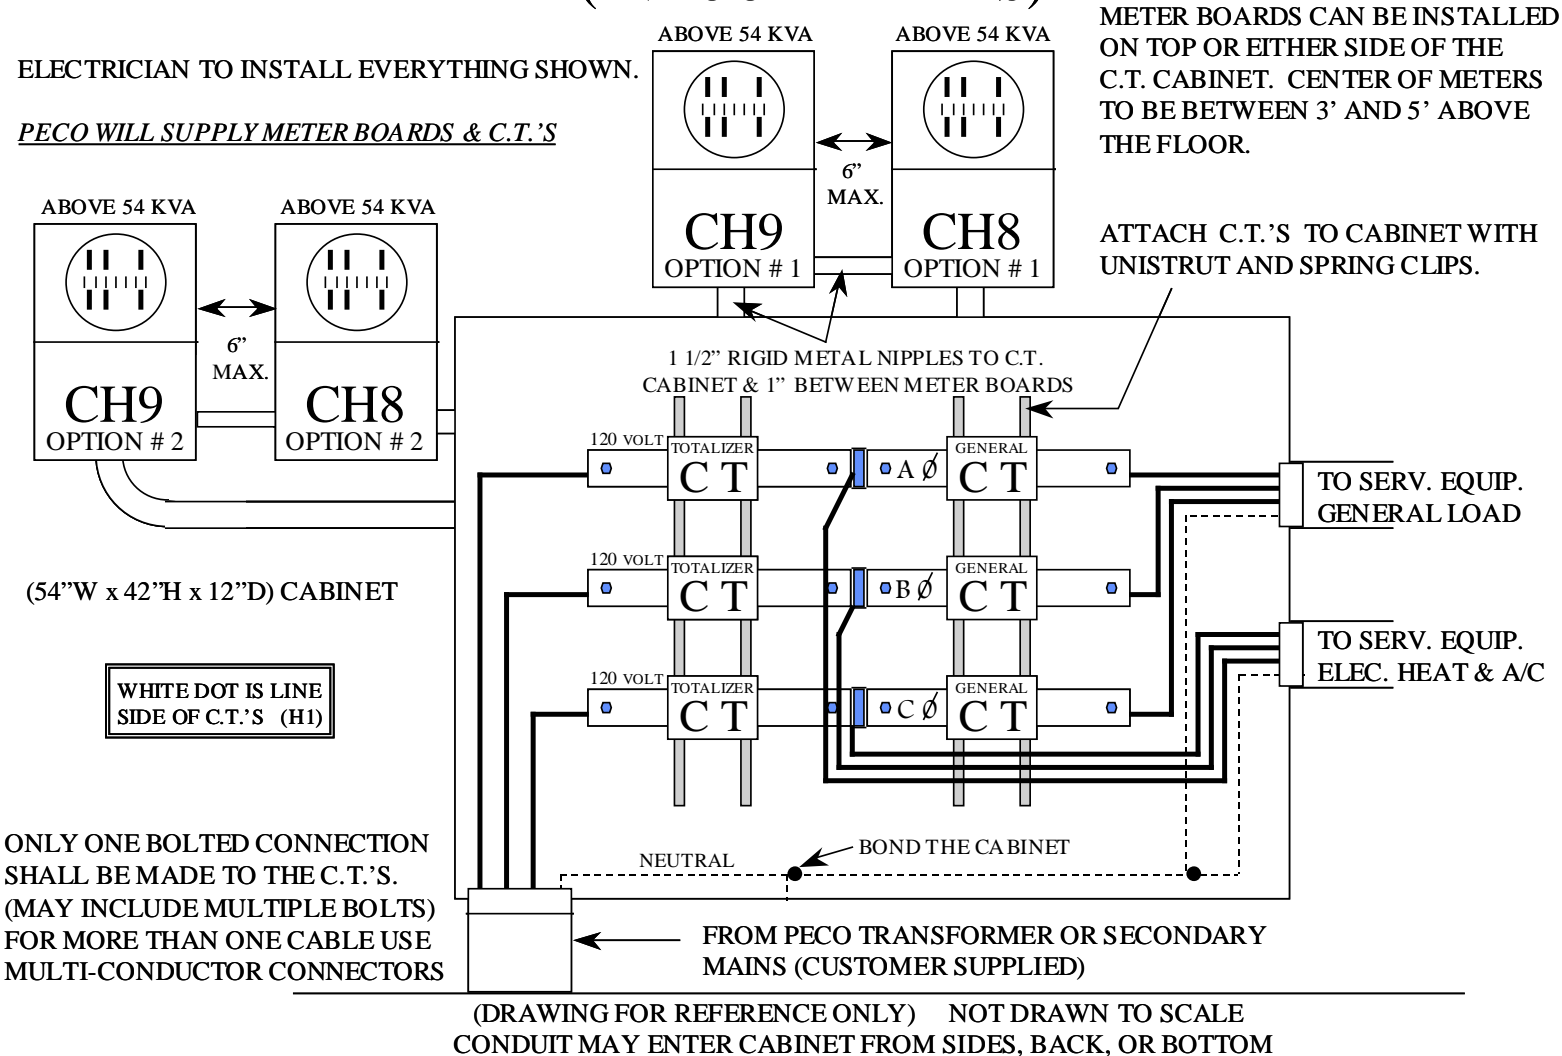 METER BOARDS CAN BE INSTALLED
ON TOP OR EITHER SIDE OF THE
C.T. CABINET. CENTER OF METERS
TO BE BETWEEN 3’ AND 5’ ABOVE
THE FLOOR.
ABOVE 54 KVA
ABOVE 54 KVA
ELECTRICIAN TO INSTALL EVERYTHING SHOWN.
PECO WILL SUPPLY METER BOARDS & C.T.’S
6”
MAX.
CH9
OPTION # 1
CH8
OPTION # 1
ABOVE 54 KVA
ABOVE 54 KVA
6”
MAX.
CH9
OPTION # 2
CH8
OPTION # 2
ATTACH C.T.’S TO CABINET WITH
UNISTRUT AND SPRING CLIPS.
1 1/2” RIGID METAL NIPPLES TO C.T.
CABINET & 1” BETWEEN METER BOARDS
120 VOLT
TOTALIZER
C T
A Ø
GENERAL
C T
120 VOLT
TOTALIZER
C T
B Ø
GENERAL
C T
120 VOLT
TOTALIZER
C T
C Ø
GENERAL
C T
TO SERV. EQUIP.
GENERAL LOAD
TO SERV. EQUIP.
ELEC. HEAT & A/C
(54”W x 42”H x 12”D) CABINET
WHITE DOT IS LINE
SIDE OF C.T.’S (H1)
ONLY ONE BOLTED CONNECTION
SHALL BE MADE TO THE C.T.’S.
(MAY INCLUDE MULTIPLE BOLTS)
FOR MORE THAN ONE CABLE USE
MULTI-CONDUCTOR CONNECTORS
NEUTRAL
BOND THE CABINET
FROM PECO TRANSFORMER OR SECONDARY
MAINS (CUSTOMER SUPPLIED)
(DRAWING FOR REFERENCE ONLY) NOT DRAWN TO SCALE
CONDUIT MAY ENTER CABINET FROM SIDES, BACK, OR BOTTOM